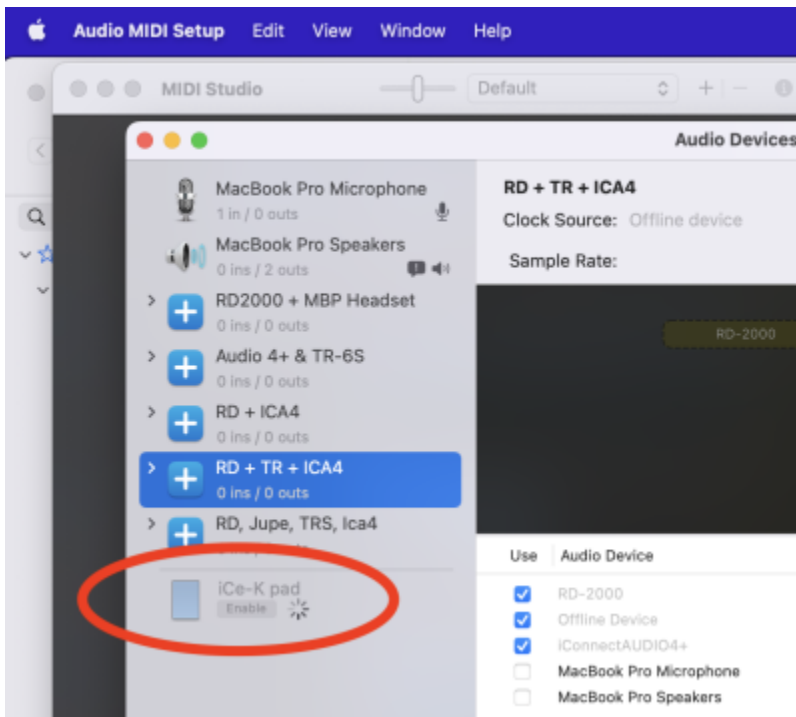 Audio MIDI Setup Edit View Window Help
MIDI Studio Default
Audio Devices
MacBook Pro Microphone
1 in / 0 outs
MacBook Pro Speakers
0 ins / 2 outs
RD2000 + MBP Headset
0 ins / 0 outs
Audio 4+ & TR-6S
0 ins / 0 outs
RD + ICA4
0 ins / 0 outs
RD + TR + ICA4
0 ins / 0 outs
RD, Jupe, TRS, Ica4
iCe-K pad
Enable
RD + TR + ICA4
Clock Source: Offline device
Sample Rate:
RD-2000
Use Audio Device
RD-2000
Offline Device
iConnectAUDIO4+
MacBook Pro Microphone
MacBook Pro Speakers